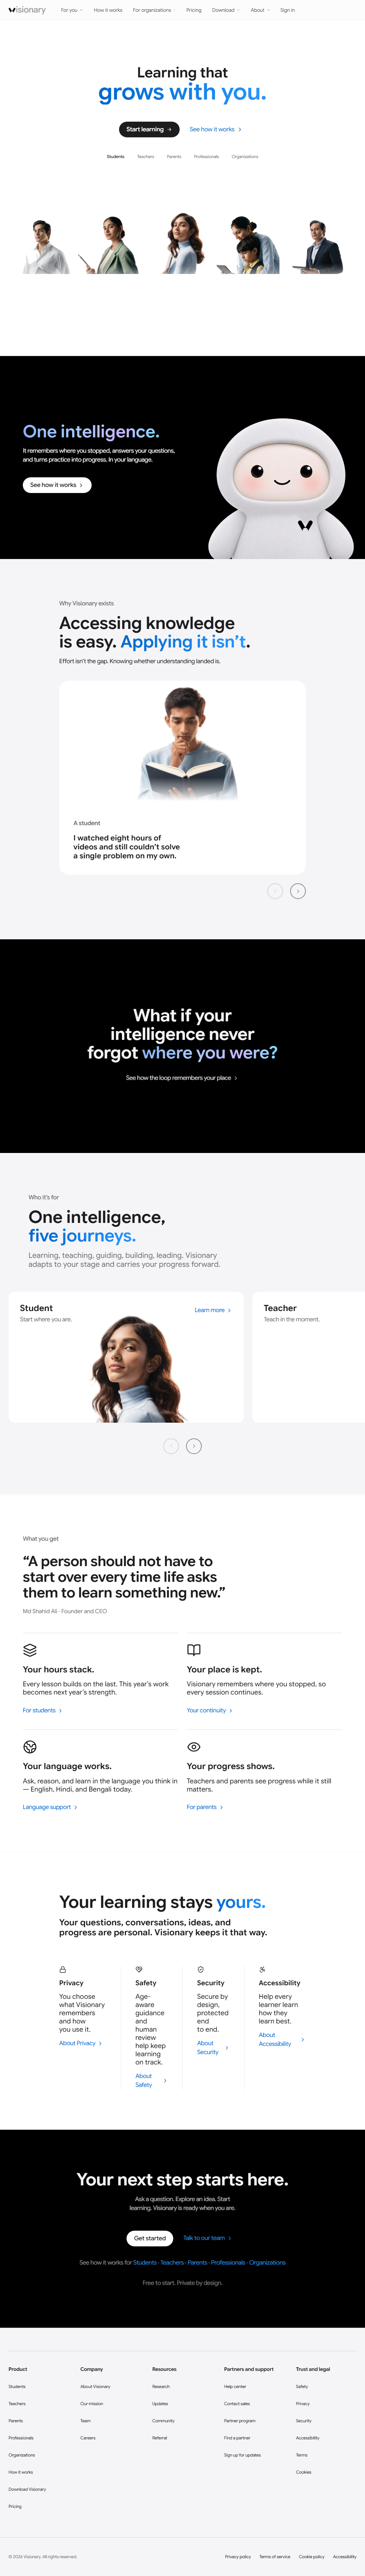 Visionary
For you
How it works
For organizations
Pricing
Download
About
Sign in
Learning that
grows with you.
Start learning
See how it works
Students
Teachers
Parents
Professionals
Organizations
One intelligence.
It remembers where you stopped, answers your questions,
and turns practice into progress. In your language.
See how it works
Why Visionary exists
Accessing knowledge
is easy. Applying it isn’t.
Effort isn’t the gap. Knowing whether understanding landed is.
A student
I watched eight hours of
videos and still couldn’t solve
a single problem on my own.
What if your
intelligence never
forgot where you were?
See how the loop remembers your place
Who it’s for
One intelligence,
five journeys.
Learning, teaching, guiding, building, leading. Visionary
adapts to your stage and carries your progress forward.
Student
Start where you are.
Learn more
Teacher
Teach in the moment.
What you get
“A person should not have to
start over every time life asks
them to learn something new.”
Md Shahid Ali · Founder and CEO
Your hours stack.
Every lesson builds on the last. This year’s work
becomes next year’s strength.
For students
Your place is kept.
Visionary remembers where you stopped, so
every session continues.
Your continuity
Your language works.
Ask, reason, and learn in the language you think in
— English, Hindi, and Bengali today.
Language support
Your progress shows.
Teachers and parents see progress while it still
matters.
For parents
Your learning stays yours.
Your questions, conversations, ideas, and
progress are personal. Visionary keeps it that way.
Privacy
You choose
what Visionary
remembers
and how
you use it.
About Privacy
Safety
Age-
aware
guidance
and
human
review
help keep
learning
on track.
About
Safety
Security
Secure by
design,
protected
end
to end.
About
Security
Accessibility
Help every
learner learn
how they
learn best.
About
Accessibility
Your next step starts here.
Ask a question. Explore an idea. Start
learning. Visionary is ready when you are.
Get started
Talk to our team
See how it works for Students · Teachers · Parents · Professionals · Organizations
Free to start. Private by design.
Product
Students
Teachers
Parents
Professionals
Organizations
How it works
Download Visionary
Pricing
Company
About Visionary
Our mission
Team
Careers
Resources
Research
Updates
Community
Referral
Partners and support
Help center
Contact sales
Partner program
Find a partner
Sign up for updates
Trust and legal
Safety
Privacy
Security
Accessibility
Terms
Cookies
© 2026 Visionary. All rights reserved.
Privacy policy
Terms of service
Cookie policy
Accessibility